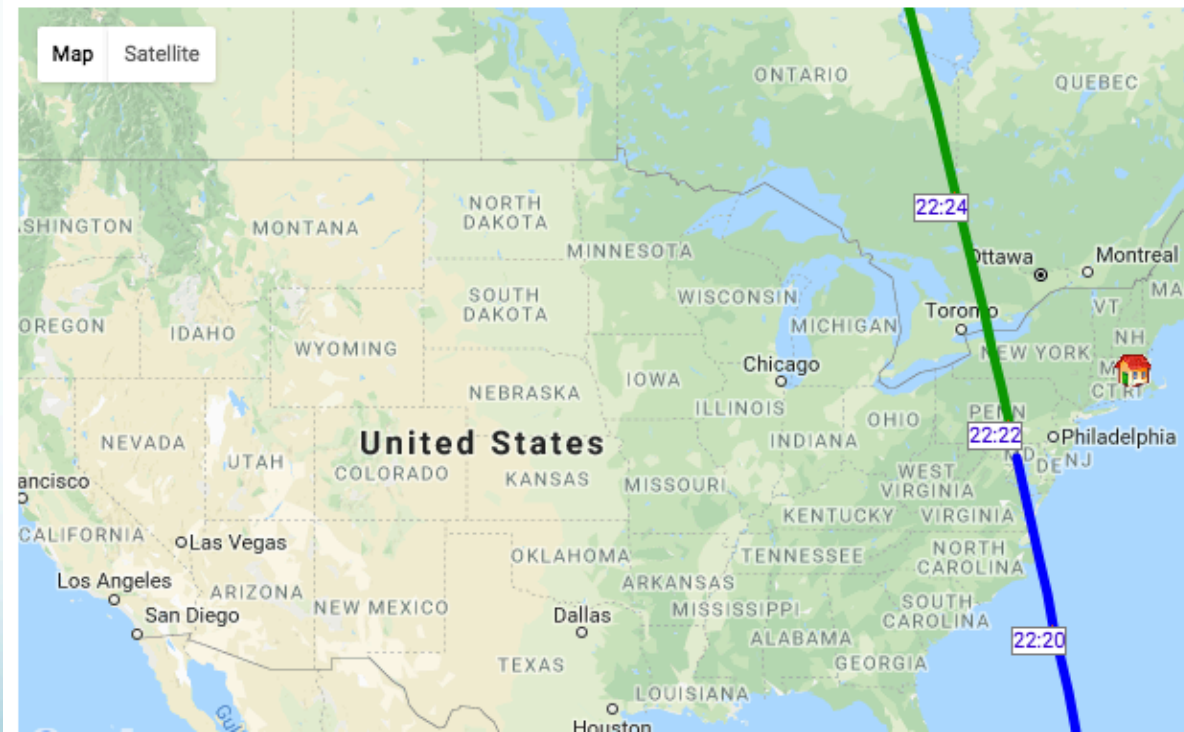 Map Satellite
ONTARIO
QUEBEC
22:24
NORTH
DAKOTA
SHINGTON
MONTANA
MINNESOTA
Ottawa
Montreal
MA
VT
SOUTH
DAKOTA
WISCONSIN
OREGON
IDAHO
MICHIGAN
Toronto
NH
WYOMING
NEW YORK
M
Chicago
IOWA
NEBRASKA
CT RI
ILLINOIS
OHIO
PENN
22:22
Philadelphia
NEVADA
United States
INDIANA
MD
DE NJ
UTAH
COLORADO
KANSAS
MISSOURI
WEST
VIRGINIA
ancisco
KENTUCKY
VIRGINIA
CALIFORNIA
Las Vegas
OKLAHOMA
TENNESSEE
NORTH
CAROLINA
Los Angeles
ARIZONA
NEW MEXICO
ARKANSAS
San Diego
Dallas
MISSISSIPPI
SOUTH
CAROLINA
ALABAMA
22:20
TEXAS
GEORGIA
LOUISIANA
Gul
Houston